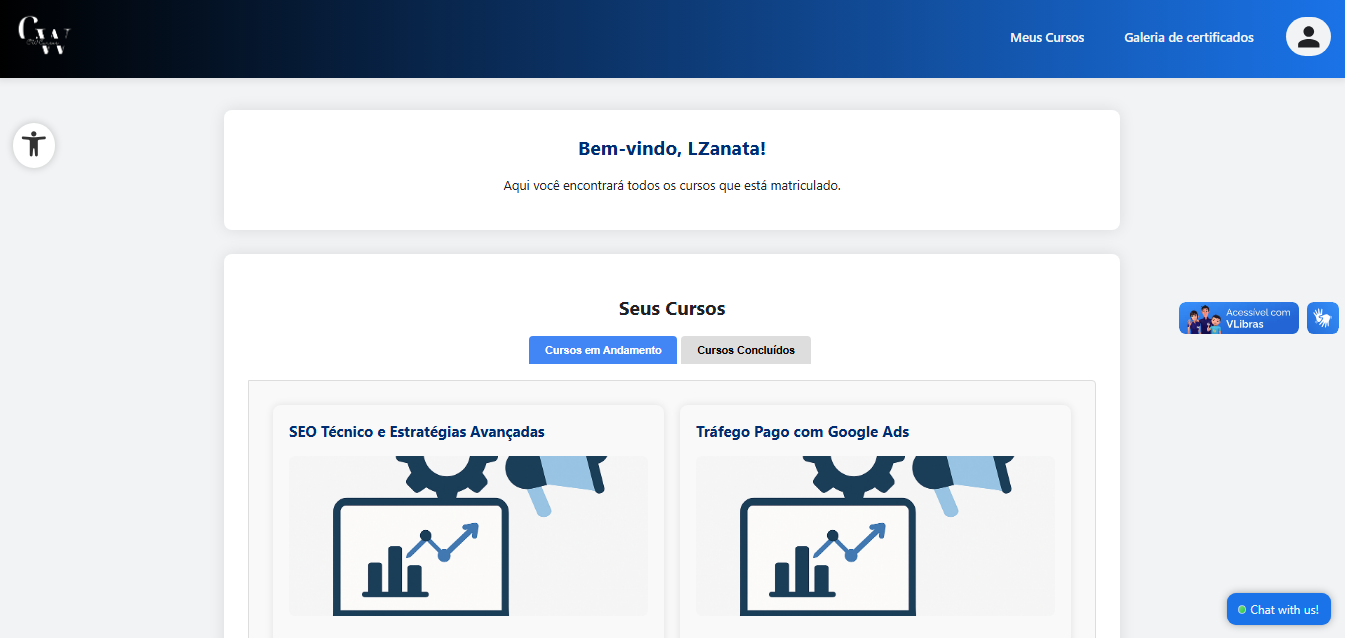 CW
Meus Cursos
Galeria de certificados
Bem-vindo, LZanata!
Aqui você encontrará todos os cursos que está matriculado.
Seus Cursos
Cursos em Andamento
Cursos Concluídos
Acessível com
VLibras
SEO Técnico e Estratégias Avançadas
Tráfego Pago com Google Ads
Chat with us!